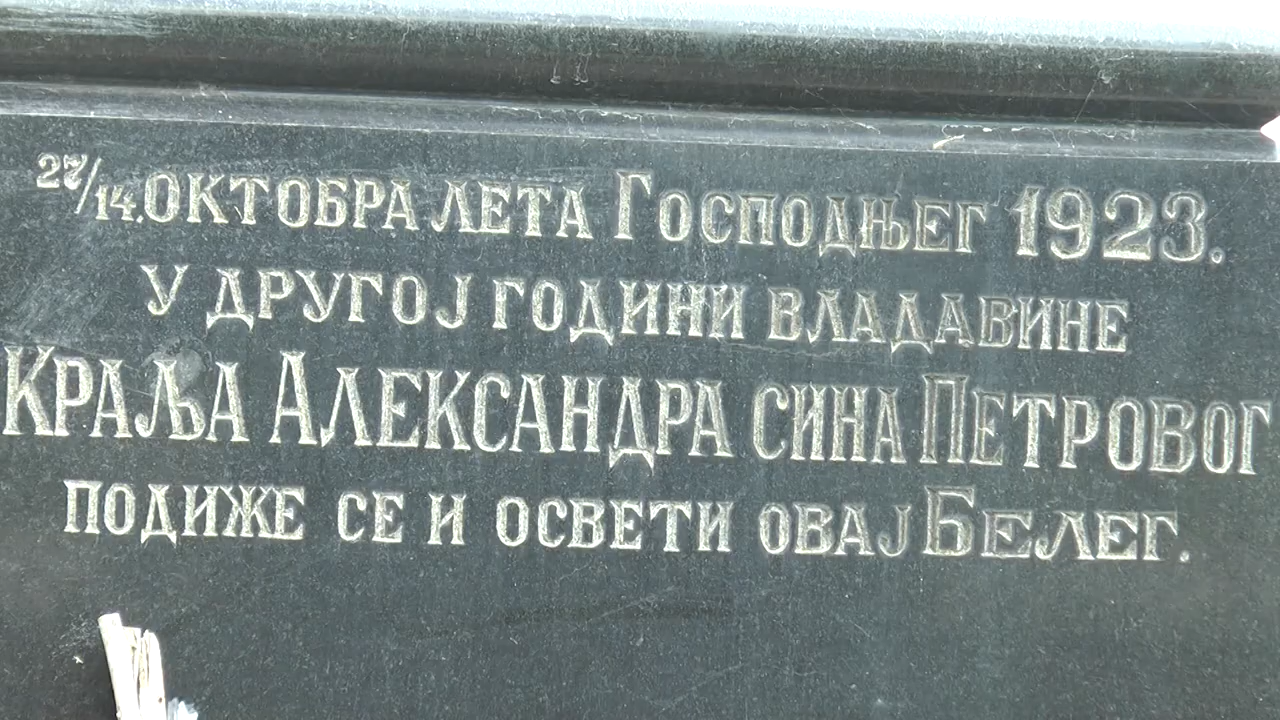 27/14. ОКТОБРА ЛЕТА ГОСПОДЊЕГ 1923.
У ДРУГОЈ ГОДИНИ ВЛАДАВИНЕ
КРАЉА АЛЕКСАНДРА СИНА ПЕТРОВОГ
ПОДИЖЕ СЕ И ОСВЕТИ ОВАЈ БЕЛЕГ.